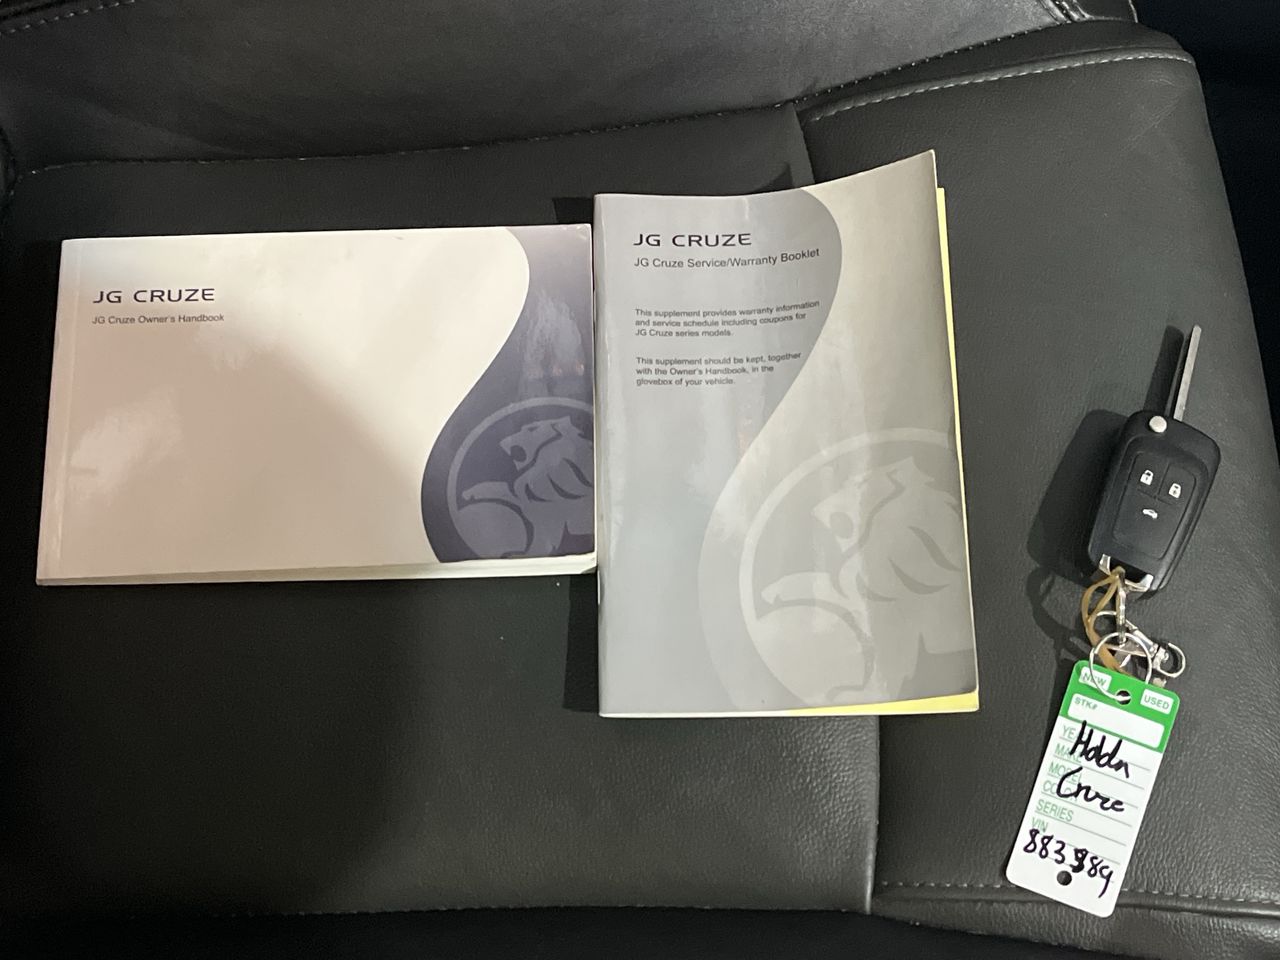 JG CRUZE
JG Cruze Owner's Handbook
JG CRUZE
JG Cruze Service/Warranty Booklet
This supplement provides warranty information
and service schedule including coupons for
JG Cruze series models.
This supplement should be kept, together
with the Owner's Handbook, in the
glovebox of your vehicle.
NEW
USED
STK#
Holdn
Cruze
SERIES
VIN